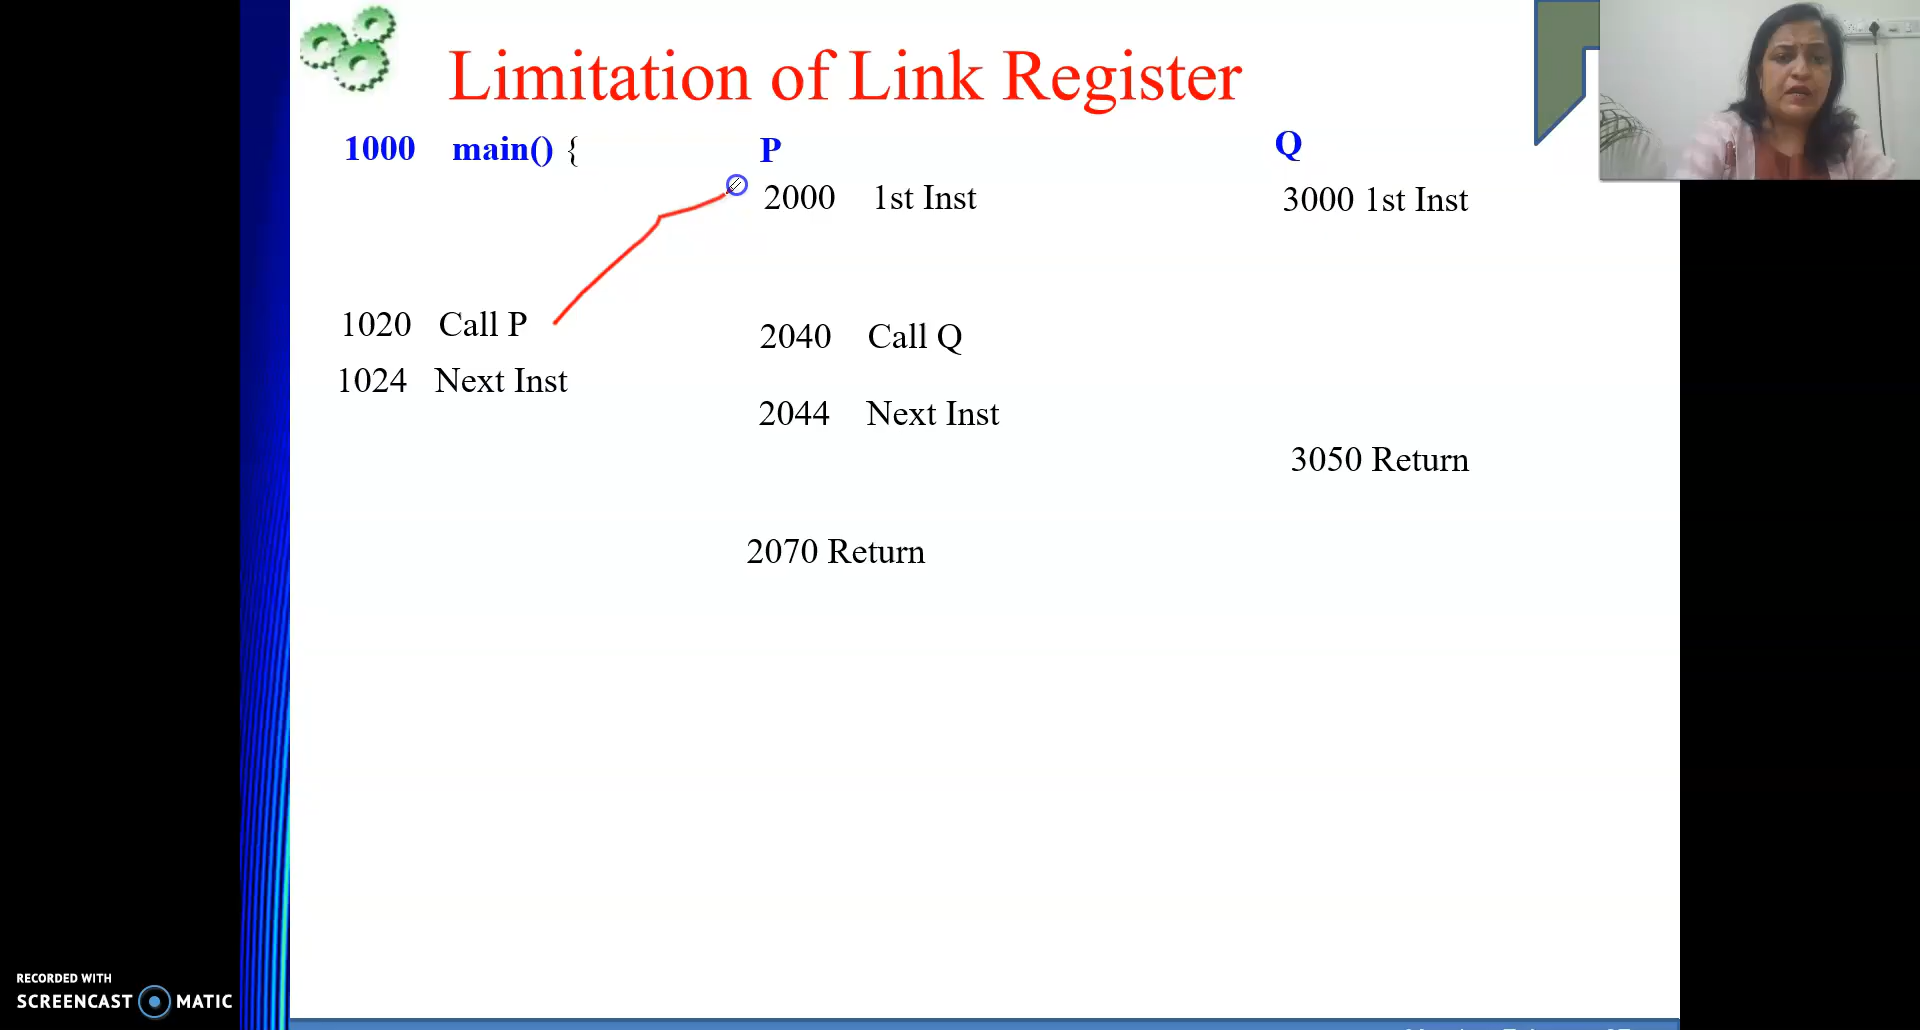 Limitation of Link Register
1000 main() {
P
Q
2000 1st Inst
3000 1st Inst
1020 Call P
2040 Call Q
1024 Next Inst
2044 Next Inst
3050 Return
2070 Return
RECORDED WITH
SCREENCAST MATIC